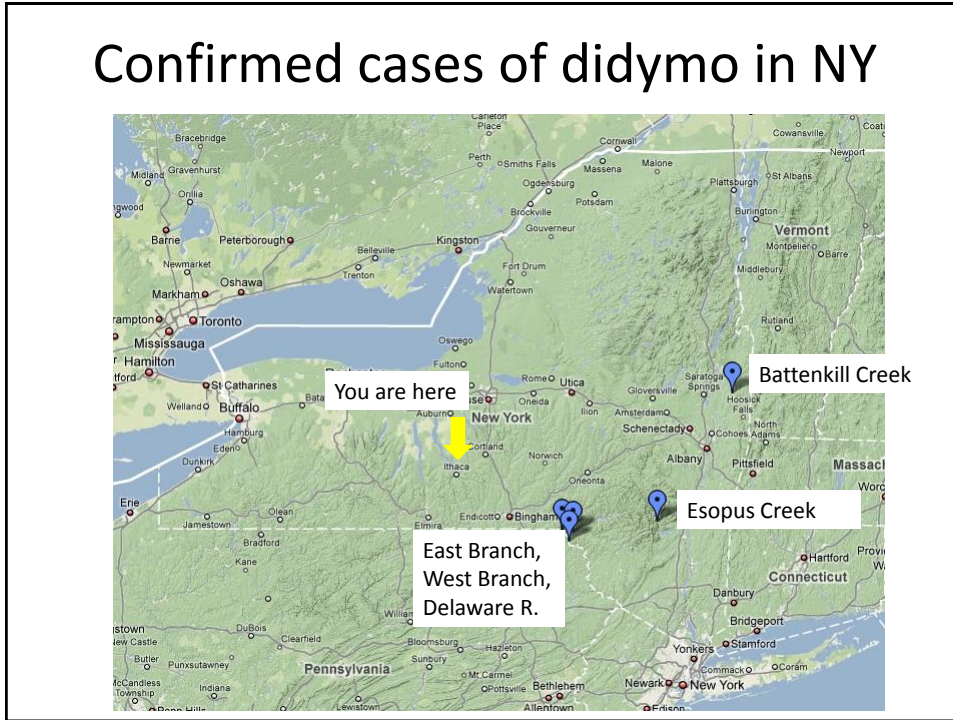 Confirmed cases of didymo in NY
Carleton
Place
Cowansville
Bracebridge
Cornwall
Newport
Midland
Gravenhurst
Perth
Smiths Falls
Massena
Malone
Plattsburgh
St Albans
Orillia
Ogdensburg
Potsdam
Brockville
Burlington
Barrie
Peterborough
Kingston
Gouverneur
Vermont
Belleville
Montpelier
Barre
Newmarket
Trenton
Fort Drum
Middlebury
Markham
Oshawa
Watertown
Toronto
Rutland
Mississauga
Oswego
Hamilton
Fulton
Battenkill Creek
St Catharines
You are here
Rome
Utica
Gloversville
Saratoga
Springs
Welland
Buffalo
Auburn
New York
Oneida
Ilion
Amsterdam
Hoosick
Falls
Hamburg
Schenectady
Cohoes
North
Adams
Eden
Norwich
Albany
Pittsfield
Dunkirk
Ithaca
Oneonta
Erie
Esopus Creek
Jamestown
Olean
Elmira
Endicott
Bradford
East Branch,
West Branch,
Delaware R.
Hartford
Kane
Connecticut
Danbury
Bridgeport
DuBois
Clearfield
Bloomsburg
Hazleton
Stamford
New Castle
Yonkers
Butler
Punxsutawney
Pennsylvania
Sunbury
Mt Carmel
Commack
Coram
Pottsville
Bethlehem
Newark
New York
Township
Indiana
Lewistown
Allentown
Edison